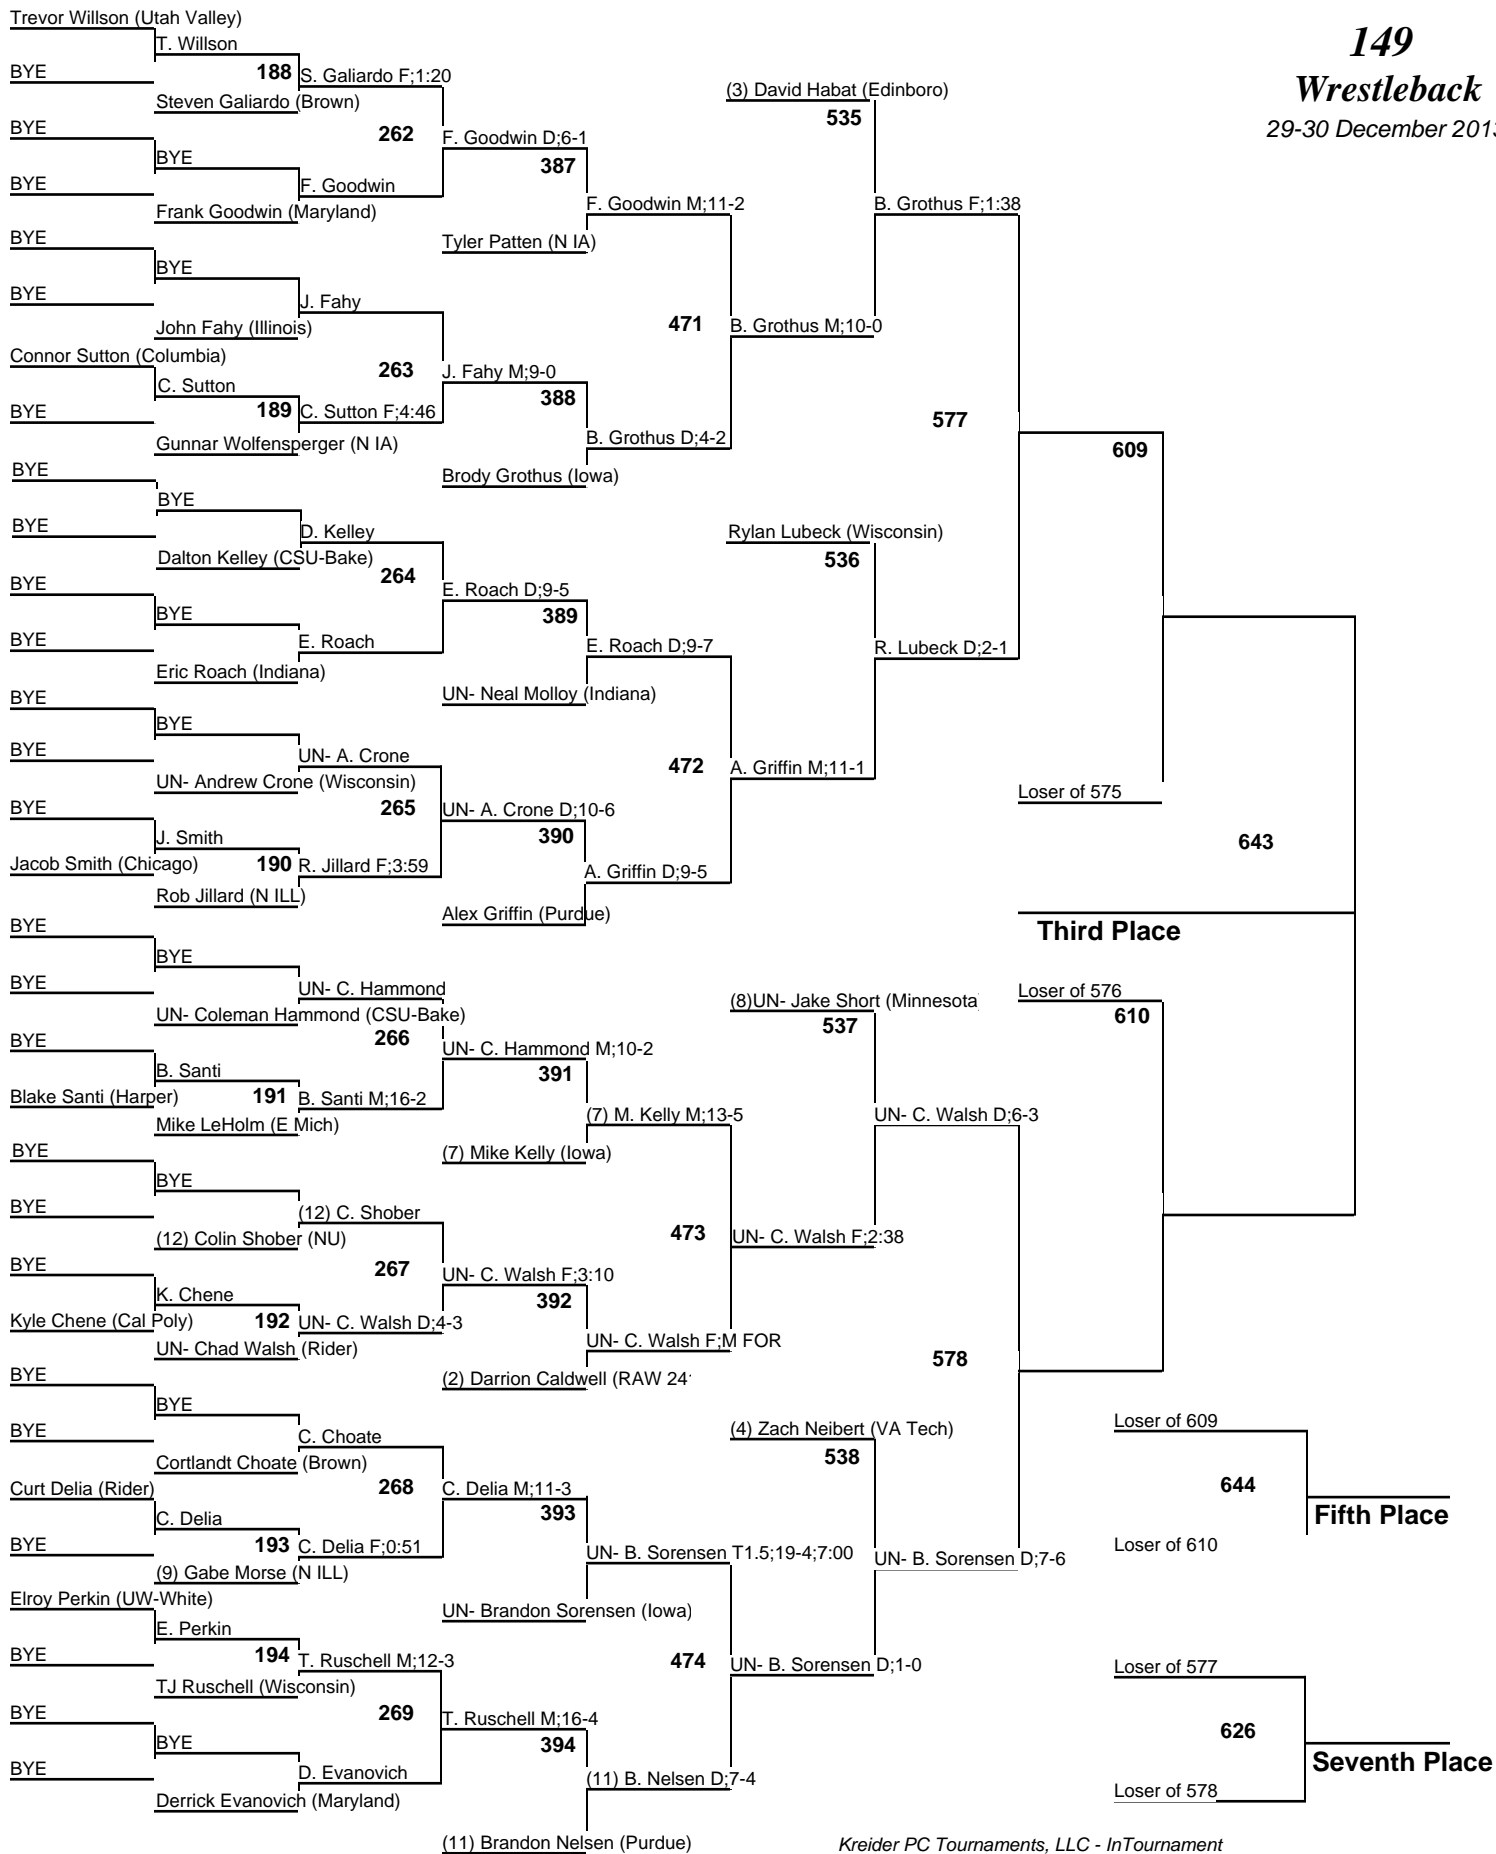 149
Wrestleback
29-30 December 201
Trevor Willson (Utah Valley)
T. Willson
BYE
188
S. Galiardo F;1:20
Steven Galiardo (Brown)
BYE
262
F. Goodwin D;6-1
BYE
387
BYE
F. Goodwin
Frank Goodwin (Maryland)
F. Goodwin M;11-2
BYE
Tyler Patten (N IA)
BYE
BYE
J. Fahy
John Fahy (Illinois)
471
B. Grothus M;10-0
Connor Sutton (Columbia)
263
J. Fahy M;9-0
C. Sutton
388
BYE
189
C. Sutton F;4:46
Gunnar Wolfensperger (N IA)
B. Grothus D;4-2
Brody Grothus (Iowa)
(3) David Habat (Edinboro)
535
B. Grothus F;1:38
577
609
BYE
BYE
BYE
D. Kelley
Dalton Kelley (CSU-Bake)
264
BYE
E. Roach D;9-5
BYE
389
BYE
E. Roach
E. Roach D;9-7
Eric Roach (Indiana)
UN- Neal Molloy (Indiana)
Rylan Lubeck (Wisconsin)
536
R. Lubeck D;2-1
BYE
BYE
BYE
UN- A. Crone
UN- Andrew Crone (Wisconsin)
472
A. Griffin M;11-1
BYE
265
UN- A. Crone D;10-6
J. Smith
390
Jacob Smith (Chicago)
190
R. Jillard F;3:59
A. Griffin D;9-5
Rob Jillard (N ILL)
Alex Griffin (Purdue)
Loser of 575
643
Third Place
BYE
BYE
BYE
UN- C. Hammond
UN- Coleman Hammond (CSU-Bake)
BYE
266
UN- C. Hammond M;10-2
B. Santi
391
Blake Santi (Harper)
191
B. Santi M;16-2
Mike LeHolm (E Mich)
(7) M. Kelly M;13-5
(7) Mike Kelly (Iowa)
(8)UN- Jake Short (Minnesota
537
UN- C. Walsh D;6-3
Loser of 576
610
BYE
BYE
BYE
(12) C. Shober
(12) Colin Shober (NU)
473
UN- C. Walsh F;2:38
BYE
267
UN- C. Walsh F;3:10
K. Chene
392
Kyle Chene (Cal Poly)
192
UN- C. Walsh D;4-3
UN- C. Walsh F;M FOR
UN- Chad Walsh (Rider)
(2) Darrion Caldwell (RAW 24
578
BYE
BYE
BYE
C. Choate
Cortlandt Choate (Brown)
(4) Zach Neibert (VA Tech)
538
Curt Delia (Rider)
268
C. Delia M;11-3
C. Delia
393
BYE
193
C. Delia F;0:51
UN- B. Sorensen T1.5;19-4;7:00
UN- B. Sorensen D;7-6
(9) Gabe Morse (N ILL)
UN- Brandon Sorensen (Iowa)
Loser of 609
644
Fifth Place
Loser of 610
Elroy Perkin (UW-White)
E. Perkin
BYE
194
T. Ruschell M;12-3
474
UN- B. Sorensen D;1-0
TJ Ruschell (Wisconsin)
BYE
269
T. Ruschell M;16-4
BYE
394
BYE
D. Evanovich
(11) B. Nelsen D;7-4
Derrick Evanovich (Maryland)
(11) Brandon Nelsen (Purdue)
Loser of 577
626
Seventh Place
Loser of 578
Kreider PC Tournaments, LLC - InTournament